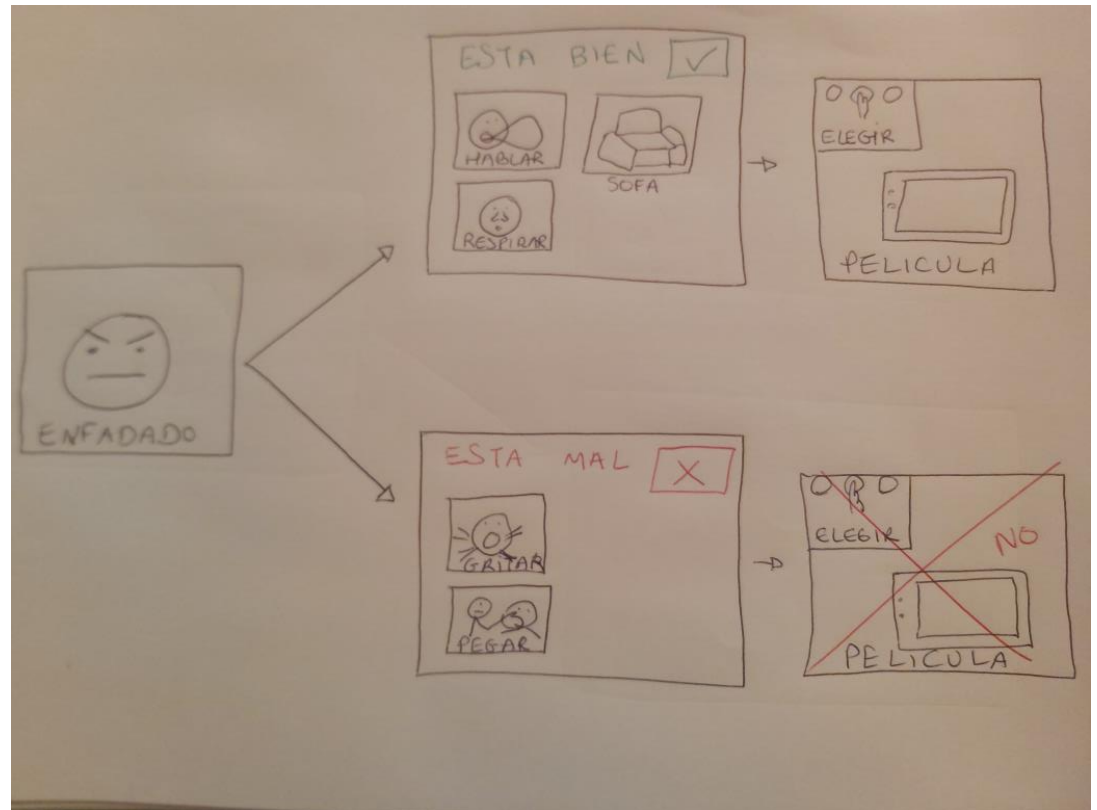 ENFADADO
ESTA BIEN
HABLAR
SOFA
RESPIRAR
ELEGIR
PELICULA
ESTA MAL
GRITAR
PEGAR
ELEGIR
NO
PELICULA